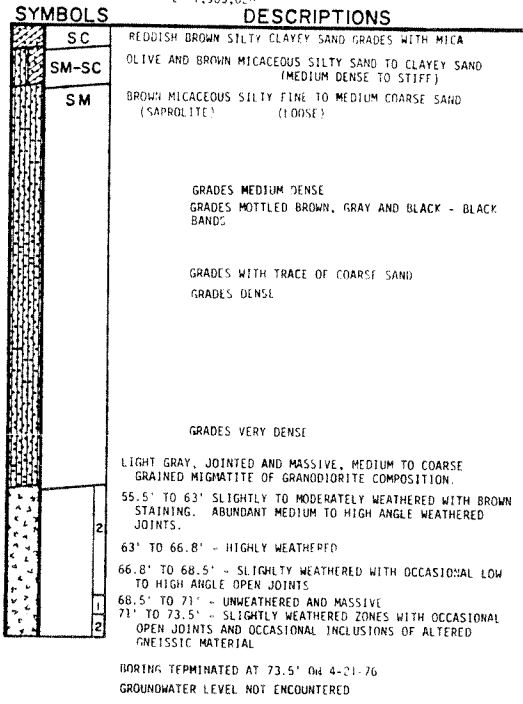 SYMBOLS DESCRIPTIONS
SC REDDISH BROWN SILTY CLAYEY SAND GRADES WITH MICA
SM-SC OLIVE AND BROWN MICACEOUS SILTY SAND TO CLAYEY SAND
(MEDIUM DENSE TO STIFF)
SM BROWN MICACEOUS SILTY FINE TO MEDIUM COARSE SAND
(SAPROLITE) (LOOSE)
GRADES MEDIUM DENSE
GRADES MOTTLED BROWN, GRAY AND BLACK - BLACK
BANDS
GRADES WITH TRACE OF COARSE SAND
GRADES DENSE
GRADES VERY DENSE
LIGHT GRAY, JOINTED AND MASSIVE, MEDIUM TO COARSE
GRAINED MIGMATITE OF GRANODIORITE COMPOSITION.
55.5' TO 63' SLIGHTLY TO MODERATELY WEATHERED WITH BROWN
STAINING. ABUNDANT MEDIUM TO HIGH ANGLE WEATHERED
2 JOINTS.
63' TO 66.8' - HIGHLY WEATHERED
66.8' TO 68.5' - SLIGHLTY WEATHERED WITH OCCASIONAL LOW
TO HIGH ANGLE OPEN JOINTS
1 68.5' TO 71' - UNWEATHERED AND MASSIVE
71' TO 73.5' - SLIGHTLY WEATHERED ZONES WITH OCCASIONAL
2 OPEN JOINTS AND OCCASIONAL INCLUSIONS OF ALTERED
GNEISSIC MATERIAL
BORING TERMINATED AT 73.5' ON 4-21-76
GROUNDWATER LEVEL NOT ENCOUNTERED